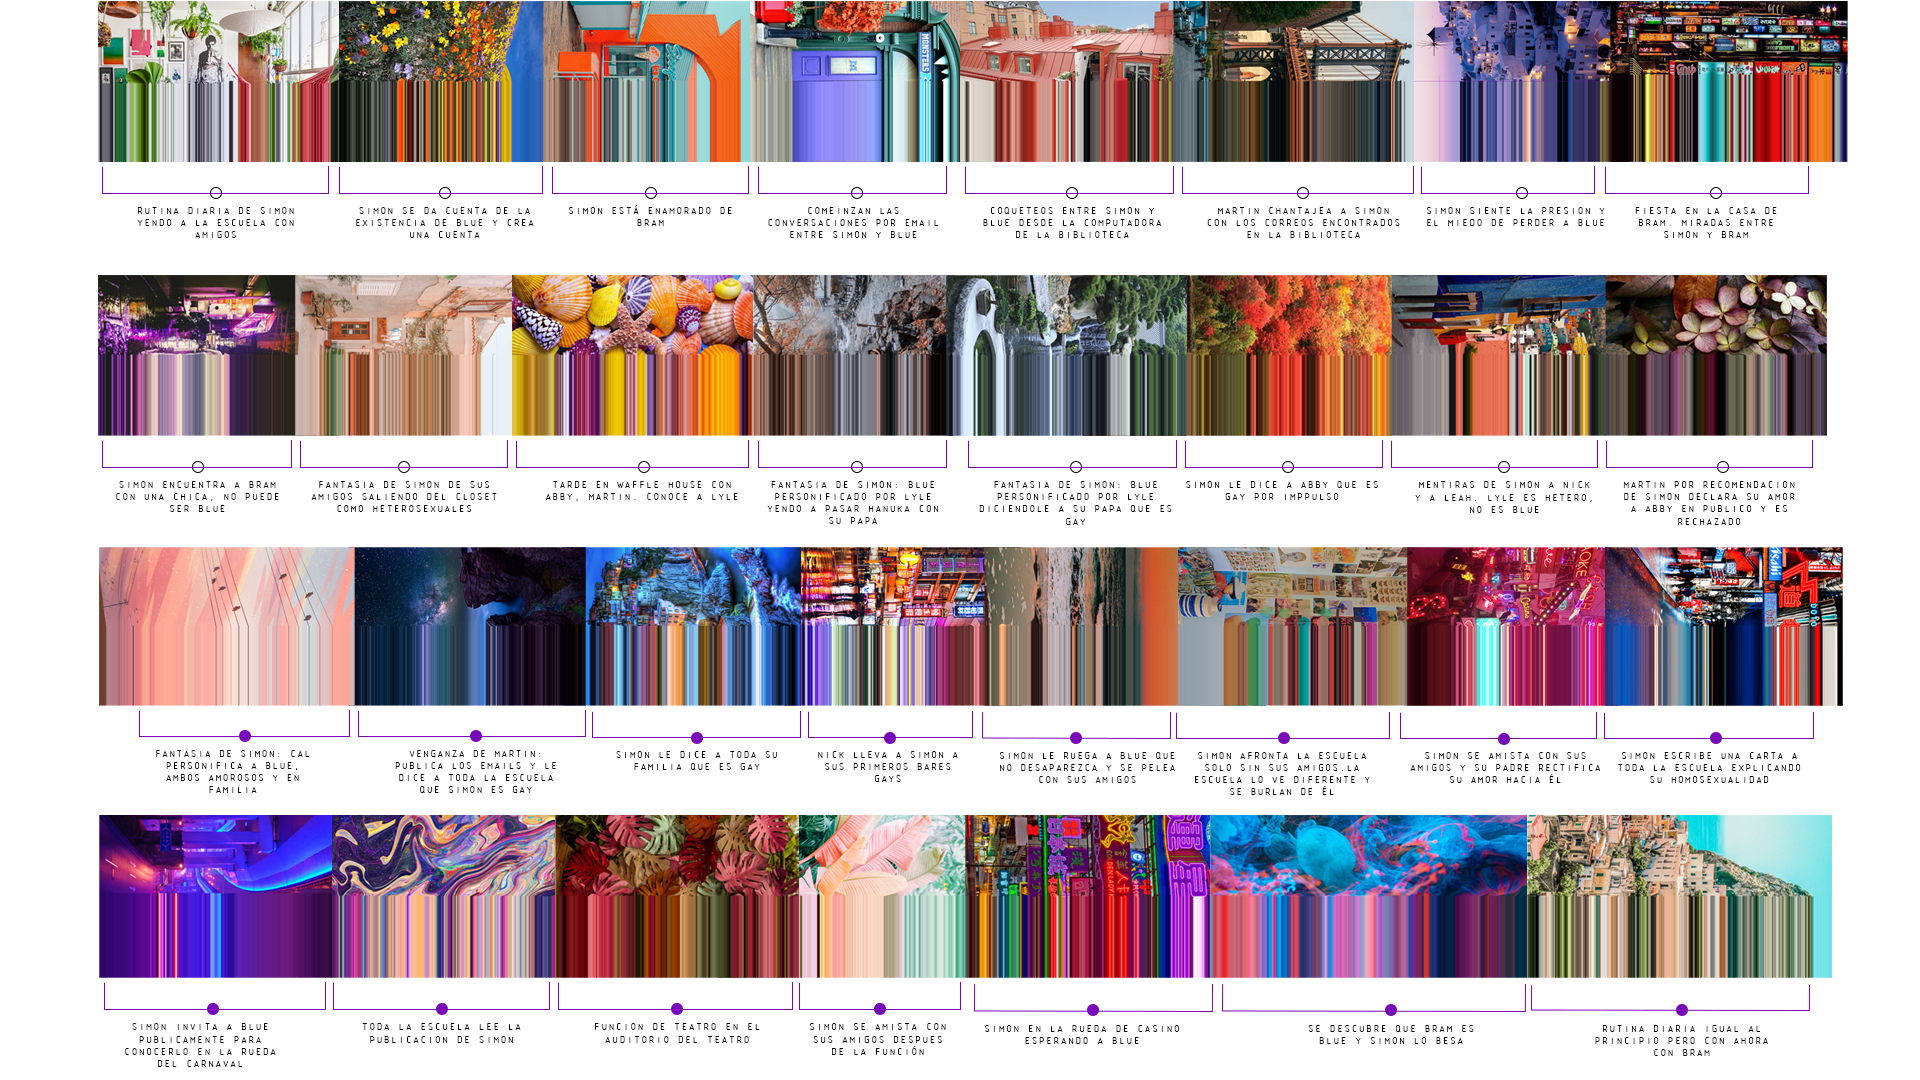 RUTINA DIARIA DE SIMON
YENDO A LA ESCUELA CON
AMIGOS
SIMON SE DA CUENTA DE LA
EXISTENCIA DE BLUE Y CREA
UNA CUENTA
SIMON ESTÁ ENAMORADO DE
BRAM
COMEINZAN LAS
CONVERSACIONES POR EMAIL
ENTRE SIMON Y BLUE
COQUETEOS ENTRE SIMON Y
BLUE DESDE LA COMPUTADORA
DE LA BIBLIOTECA
MARTIN CHANTAJEA A SIMON
CON LOS CORREOS ENCONTRADOS
EN LA BIBLIOTECA
SIMON SIENTE LA PRESION Y
EL MIEDO DE PERDER A BLUE
FIESTA EN LA CASA DE
BRAM. MIRADAS ENTRE
SIMON Y BRAM
SIMON ENCUENTRA A BRAM
CON UNA CHICA, NO PUEDE
SER BLUE
FANTASIA DE SIMON DE SUS
AMIGOS SALIENDO DEL CLOSET
COMO HETEROSEXUALES
TARDE EN WAFFLE HOUSE CON
ABBY, MARTIN. CONOCE A LYLE
FANTASIA DE SIMON: BLUE
PERSONIFICADO POR LYLE
YENDO A PASAR HANUKA CON
SU PAPA
FANTASIA DE SIMON: BLUE
PERSONIFICADO POR LYLE
DICIENDOLE A SU PAPA QUE ES
GAY
SIMON LE DICE A ABBY QUE ES
GAY POR IMPPULSO
MENTIRAS DE SIMON A NICK
Y A LEAH. LYLE ES HETERO,
NO ES BLUE
MARTIN POR RECOMENDACION
DE SIMON DECLARA SU AMOR
A ABBY EN PUBLICO Y ES
RECHAZADO
FANTASIA DE SIMON: CAL
PERSONIFICA A BLUE,
AMBOS AMOROSOS Y EN
FAMILIA
VENGANZA DE MARTIN:
PUBLICA LOS EMAILS Y LE
DICE A TODA LA ESCUELA
QUE SIMON ES GAY
SIMON LE DICE A TODA SU
FAMILIA QUE ES GAY
NICK LLEVA A SIMON A
SUS PRIMEROS BARES
GAYS
SIMON LE RUEGA A BLUE QUE
NO DESAPAREZCA Y SE PELEA
CON SUS AMIGOS
SIMON AFRONTA LA ESCUELA
SOLO SIN SUS AMIGOS.LA
ESCUELA LO VE DIFERENTE Y
SE BURLAN DE ÉL
SIMON SE AMISTA CON SUS
AMIGOS Y SU PADRE RECTIFICA
SU AMOR HACIA ÉL
SIMON ESCRIBE UNA CARTA A
TODA LA ESCUELA EXPLICANDO
SU HOMOSEXUALIDAD
SIMON INVITA A BLUE
PUBLICAMENTE PARA
CONOCERLO EN LA RUEDA
DEL CARNAVAL
TODA LA ESCUELA LEE LA
PUBLICACION DE SIMON
FUNCION DE TEATRO EN EL
AUDITORIO DEL TEATRO
SIMON SE AMISTA CON
SUS AMIGOS DESPUES
DE LA FUNCIÓN
SIMON EN LA RUEDA DE CASINO
ESPERANDO A BLUE
SE DESCUBRE QUE BRAM ES
BLUE Y SIMON LO BESA
RUTINA DIARIA IGUAL AL
PRINCIPIO PERO CON AHORA
CON BRAM